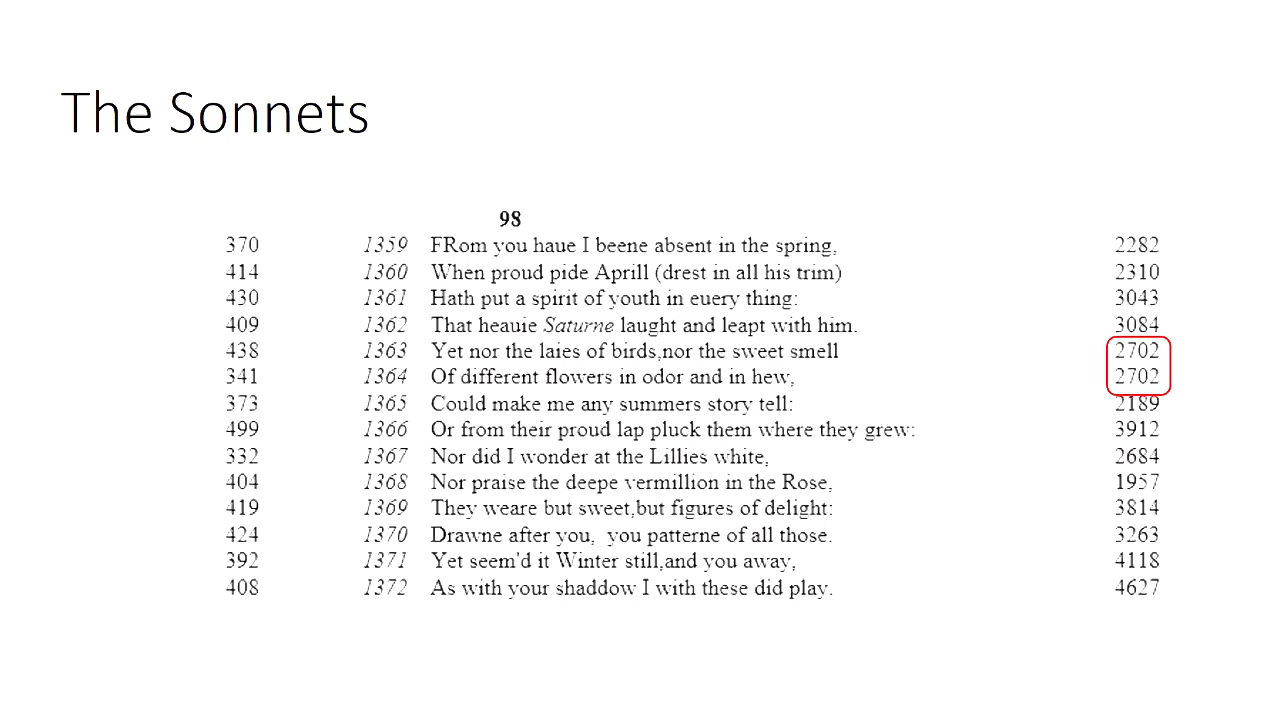 The Sonnets
98
370 1359 FRom you haue I beene absent in the spring, 2282
414 1360 When proud pide Aprill (drest in all his trim) 2310
430 1361 Hath put a spirit of youth in euery thing: 3043
409 1362 That heauie Saturne laught and leapt with him. 3084
438 1363 Yet nor the laies of birds,nor the sweet smell 2702
341 1364 Of different flowers in odor and in hew, 2702
373 1365 Could make me any summers story tell: 2189
499 1366 Or from their proud lap pluck them where they grew: 3912
332 1367 Nor did I wonder at the Lillies white, 2684
404 1368 Nor praise the deepe vermillion in the Rose, 1957
419 1369 They weare but sweet,but figures of delight: 3814
424 1370 Drawne after you, you patterne of all those. 3263
392 1371 Yet seem'd it Winter still,and you away, 4118
408 1372 As with your shaddow I with these did play. 4627